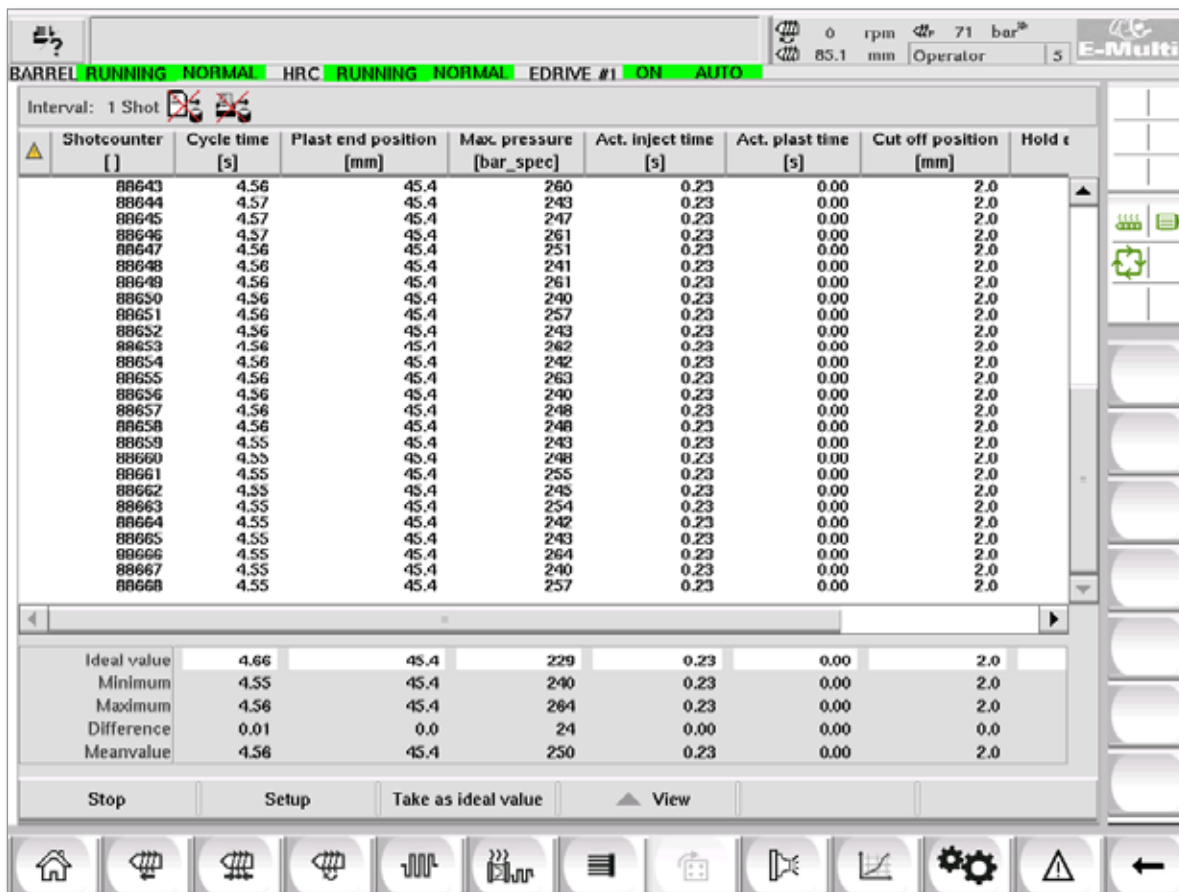 0 rpm 71 bar
85.1 mm Operator 5
E-Multi
BARREL RUNNING NORMAL HRC RUNNING NORMAL EDRIVE #1 ON AUTO
Interval: 1 Shot
Shotcounter Cycle time Plast end position Max. pressure Act. inject time Act. plast time Cut off position Hold e
[ ] [s] [mm] [bar_spec] [s] [s] [mm]
88643 4.56 45.4 260 0.23 0.00 2.0
88644 4.57 45.4 243 0.23 0.00 2.0
88645 4.57 45.4 247 0.23 0.00 2.0
88646 4.57 45.4 261 0.23 0.00 2.0
88647 4.56 45.4 251 0.23 0.00 2.0
88648 4.56 45.4 241 0.23 0.00 2.0
88649 4.56 45.4 261 0.23 0.00 2.0
88650 4.56 45.4 240 0.23 0.00 2.0
88651 4.56 45.4 257 0.23 0.00 2.0
88652 4.56 45.4 243 0.23 0.00 2.0
88653 4.56 45.4 262 0.23 0.00 2.0
88654 4.56 45.4 242 0.23 0.00 2.0
88655 4.56 45.4 263 0.23 0.00 2.0
88656 4.56 45.4 240 0.23 0.00 2.0
88657 4.56 45.4 248 0.23 0.00 2.0
88658 4.56 45.4 248 0.23 0.00 2.0
88659 4.55 45.4 243 0.23 0.00 2.0
88660 4.55 45.4 248 0.23 0.00 2.0
88661 4.55 45.4 255 0.23 0.00 2.0
88662 4.55 45.4 245 0.23 0.00 2.0
88663 4.55 45.4 254 0.23 0.00 2.0
88664 4.55 45.4 242 0.23 0.00 2.0
88665 4.55 45.4 243 0.23 0.00 2.0
88666 4.55 45.4 264 0.23 0.00 2.0
88667 4.55 45.4 240 0.23 0.00 2.0
88668 4.55 45.4 257 0.23 0.00 2.0
Ideal value 4.66 45.4 229 0.23 0.00 2.0
Minimum 4.55 45.4 240 0.23 0.00 2.0
Maximum 4.56 45.4 264 0.23 0.00 2.0
Difference 0.01 0.0 24 0.00 0.00 0.0
Meanvalue 4.56 45.4 250 0.23 0.00 2.0
Stop Setup Take as ideal value View